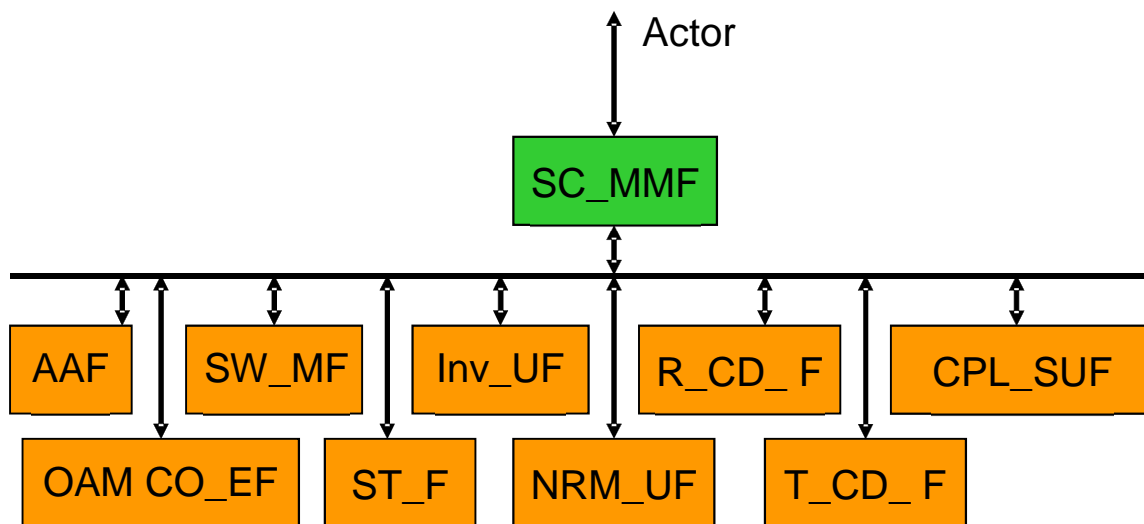 Actor
SC_MMF
AAF
SW_MF
Inv_UF
R_CD_ F
CPL_SUF
OAM CO_EF
ST_F
NRM_UF
T_CD_ F